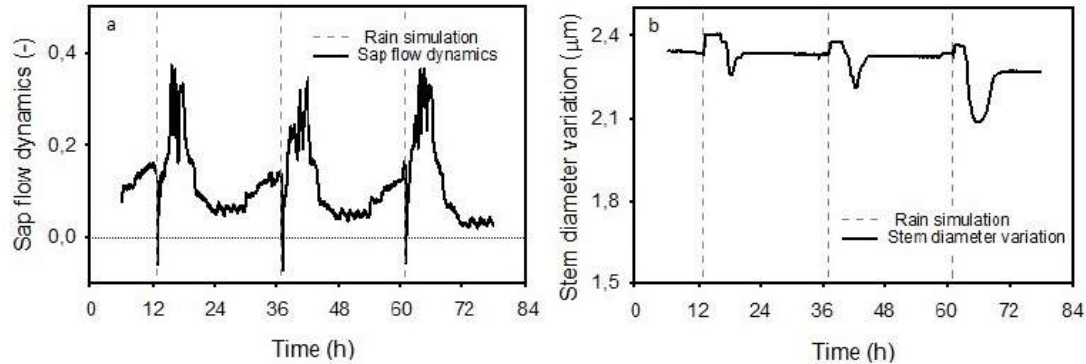 a
Rain simulation
Sap flow dynamics
Sap flow dynamics (-)
0,4
0,2
0,0
0 12 24 36 48 60 72 84
Time (h)
b
Stem diameter variation (μm)
2,4
2,1
1,8
1,5
Rain simulation
Stem diameter variation
0 12 24 36 48 60 72 84
Time (h)